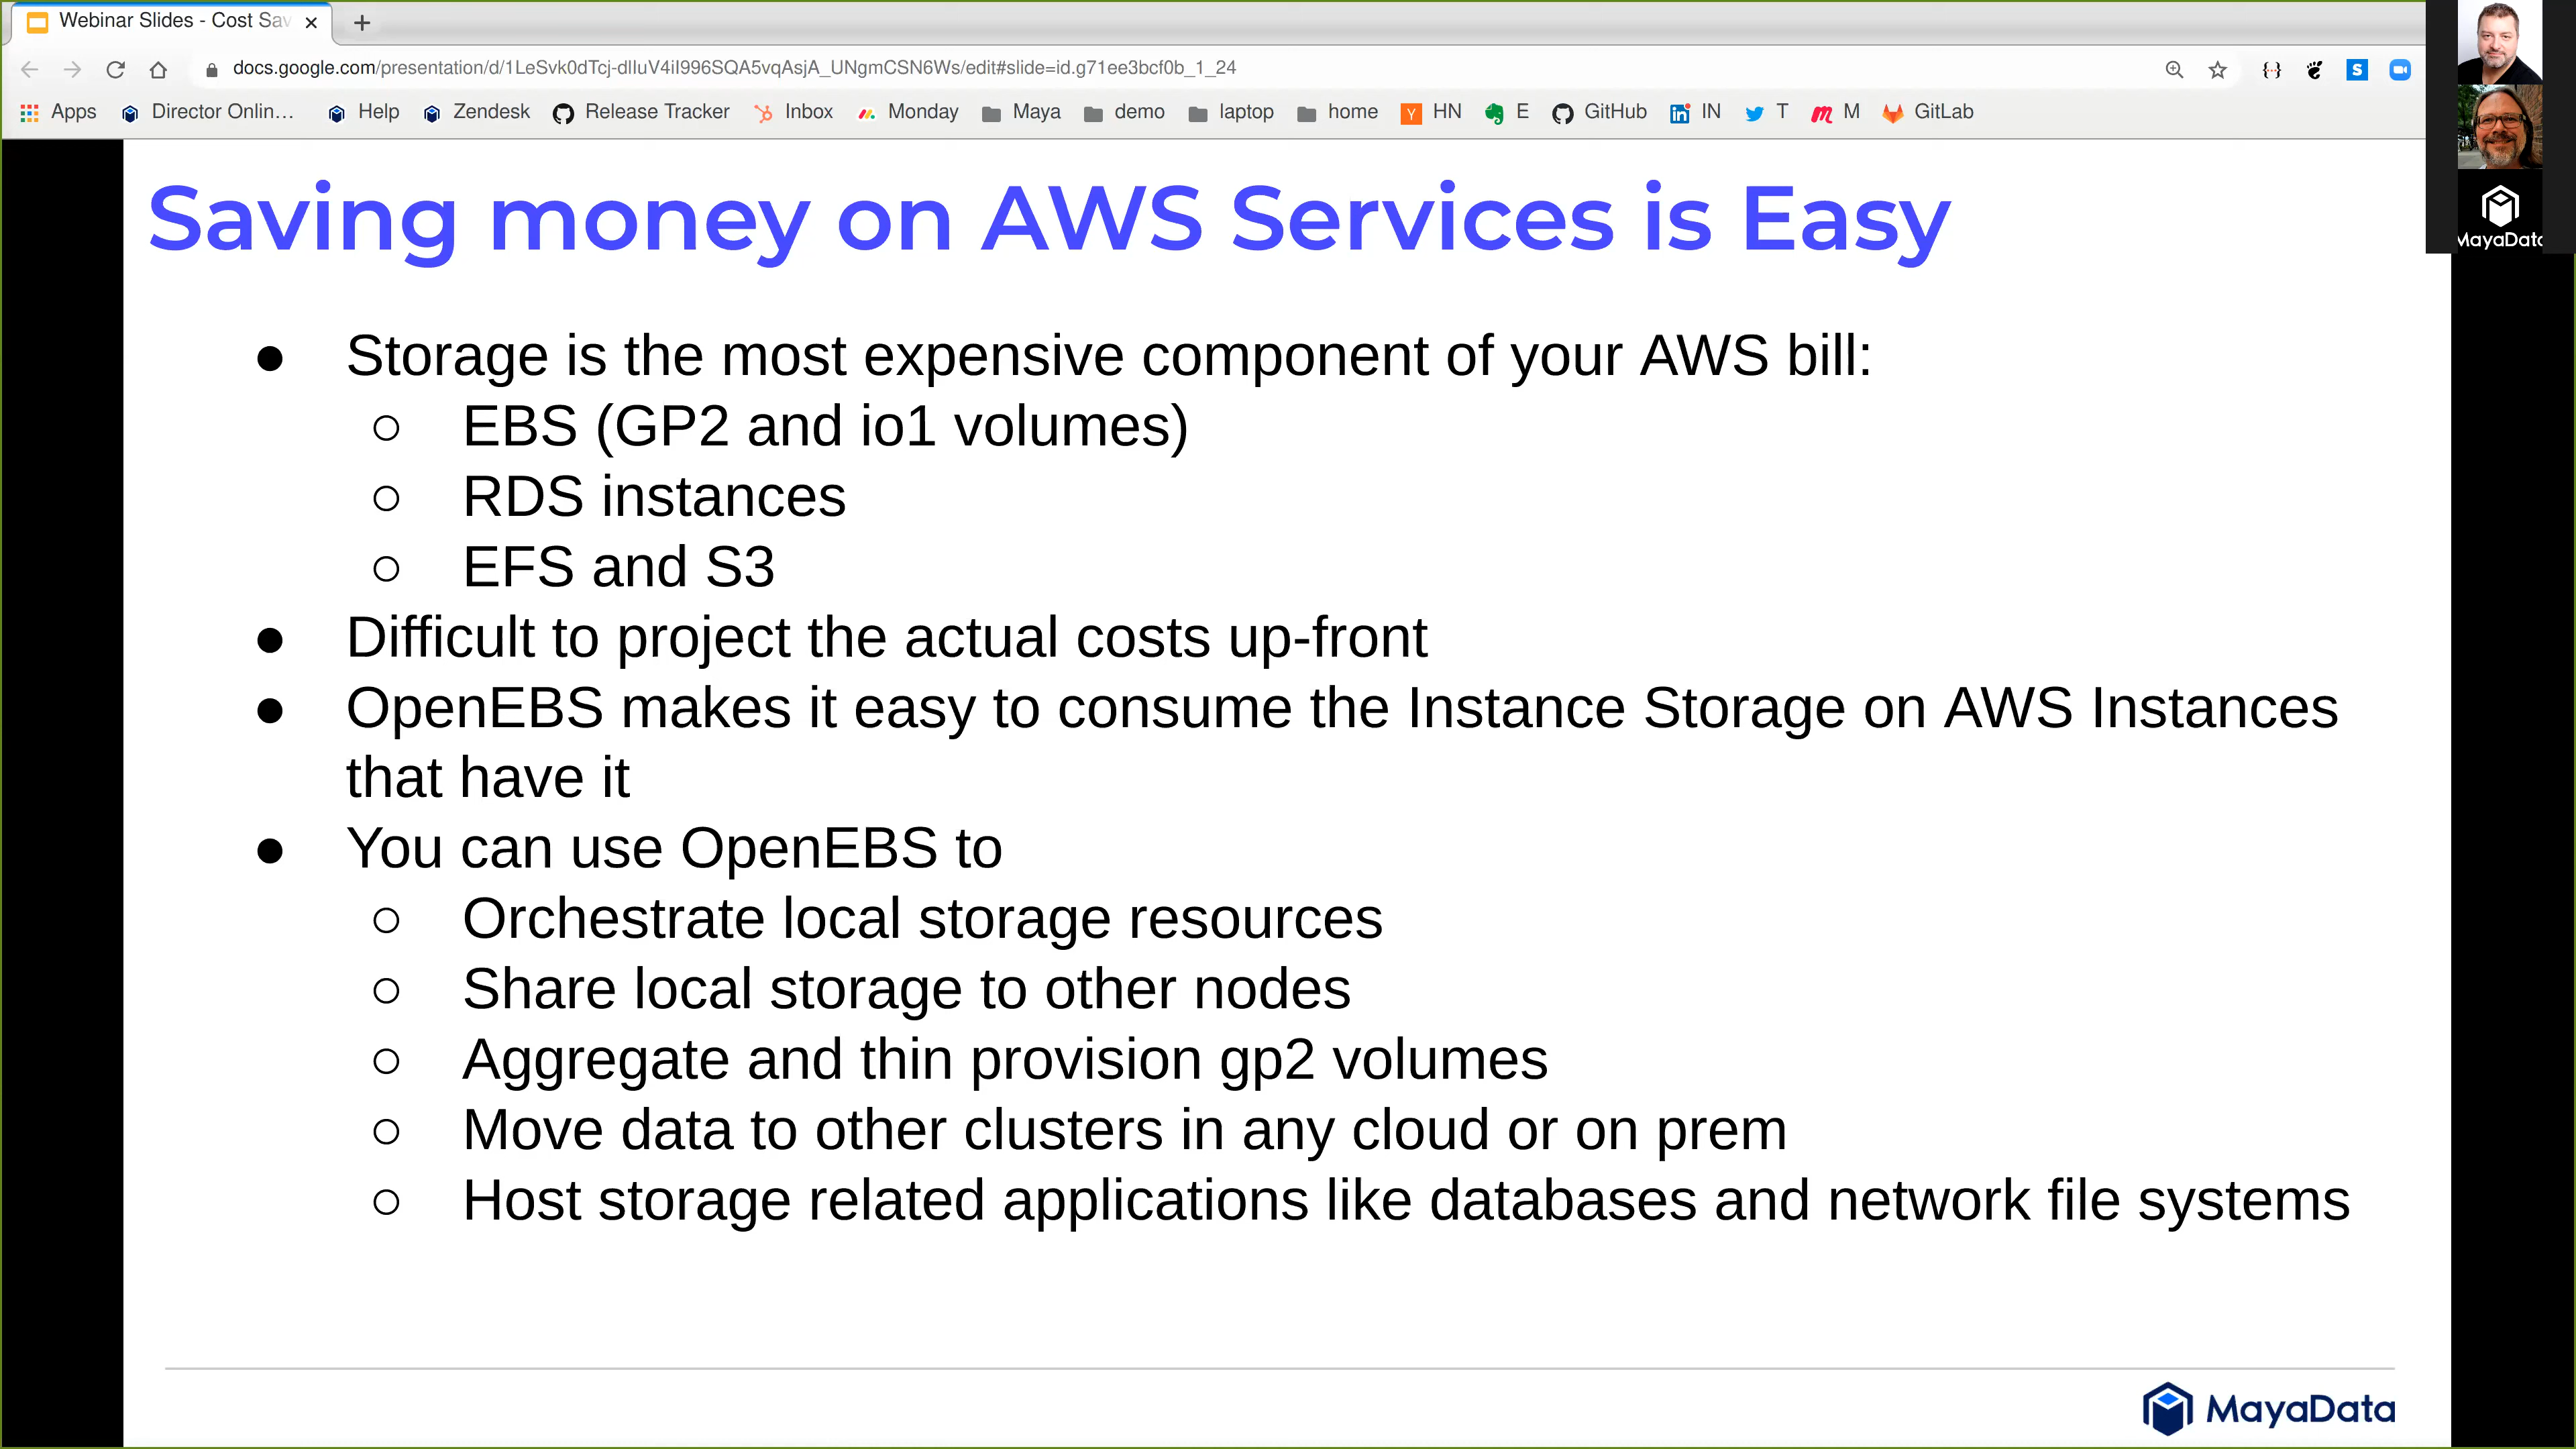 Webinar Slides - Cost Sav
docs.google.com/presentation/d/1LeSvk0dTcj-dlIuV4iI996SQA5vqAsjA_UNgmCSN6Ws/edit#slide=id.g71ee3bcf0b_1_24
Apps Director Onlin... Help Zendesk Release Tracker Inbox Monday Maya demo laptop home HN E GitHub IN T M GitLab
MayaData
Saving money on AWS Services is Easy
● Storage is the most expensive component of your AWS bill:
○ EBS (GP2 and io1 volumes)
○ RDS instances
○ EFS and S3
● Difficult to project the actual costs up-front
● OpenEBS makes it easy to consume the Instance Storage on AWS Instances
that have it
● You can use OpenEBS to
○ Orchestrate local storage resources
○ Share local storage to other nodes
○ Aggregate and thin provision gp2 volumes
○ Move data to other clusters in any cloud or on prem
○ Host storage related applications like databases and network file systems
MayaData